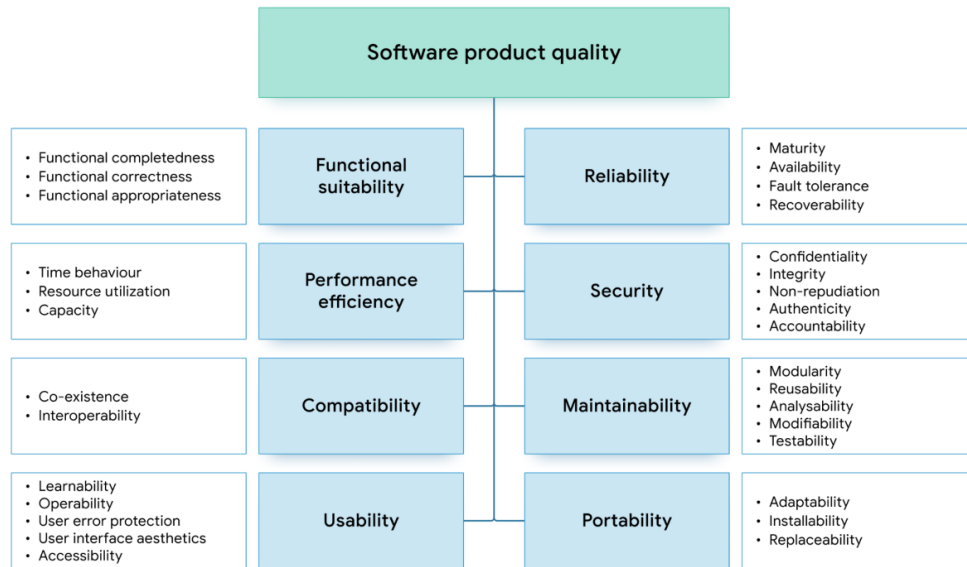 Software product quality
• Functional completedness
• Functional correctness
• Functional appropriateness
Functional
suitability
Reliability
• Maturity
• Availability
• Fault tolerance
• Recoverability
• Time behaviour
• Resource utilization
• Capacity
Performance
efficiency
Security
• Confidentiality
• Integrity
• Non-repudiation
• Authenticity
• Accountability
• Co-existence
• Interoperability
Compatibility
Maintainability
• Modularity
• Reusability
• Analysability
• Modifiability
• Testability
• Learnability
• Operability
• User error protection
• User interface aesthetics
• Accessibility
Usability
Portability
• Adaptability
• Installability
• Replaceability